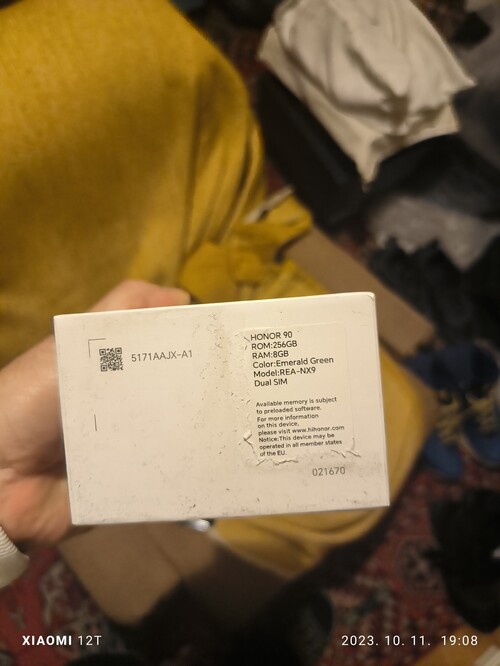 5171AAJX-A1
HONOR 90
ROM:256GB
RAM:8GB
Color:Emerald Green
Model:REA-NX9
Dual SIM
Available memory is subject
to preloaded software.
For more information
on this device,
please visit www.hihonor.com
Notice:This device may be
operated in all member states
of the EU.
021670
XIAOMI 12T
2023. 10. 11. 19:08